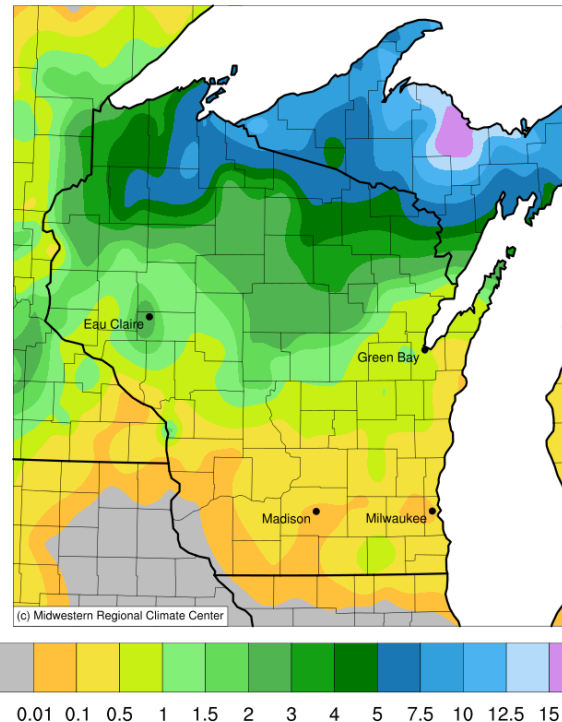 Eau Claire
Green Bay
Madison
Milwaukee
(c) Midwestern Regional Climate Center
0.01 0.1 0.5 1 1.5 2 3 4 5 7.5 10 12.5 15